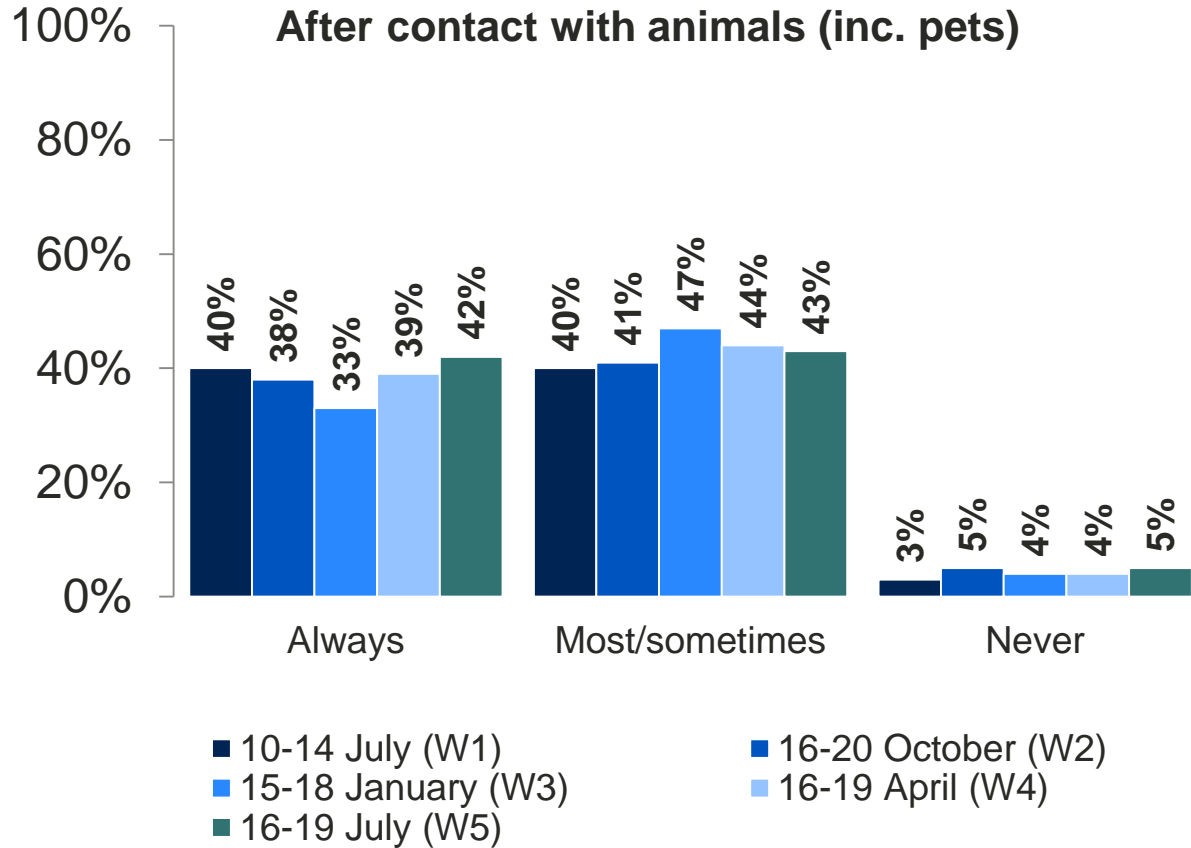 After contact with animals (inc. pets)
100%
80%
60%
40%
20%
0%
40%
38%
33%
39%
42%
40%
41%
47%
44%
43%
3%
5%
4%
4%
5%
Always
Most/sometimes
Never
10-14 July (W1)
16-20 October (W2)
15-18 January (W3)
16-19 April (W4)
16-19 July (W5)